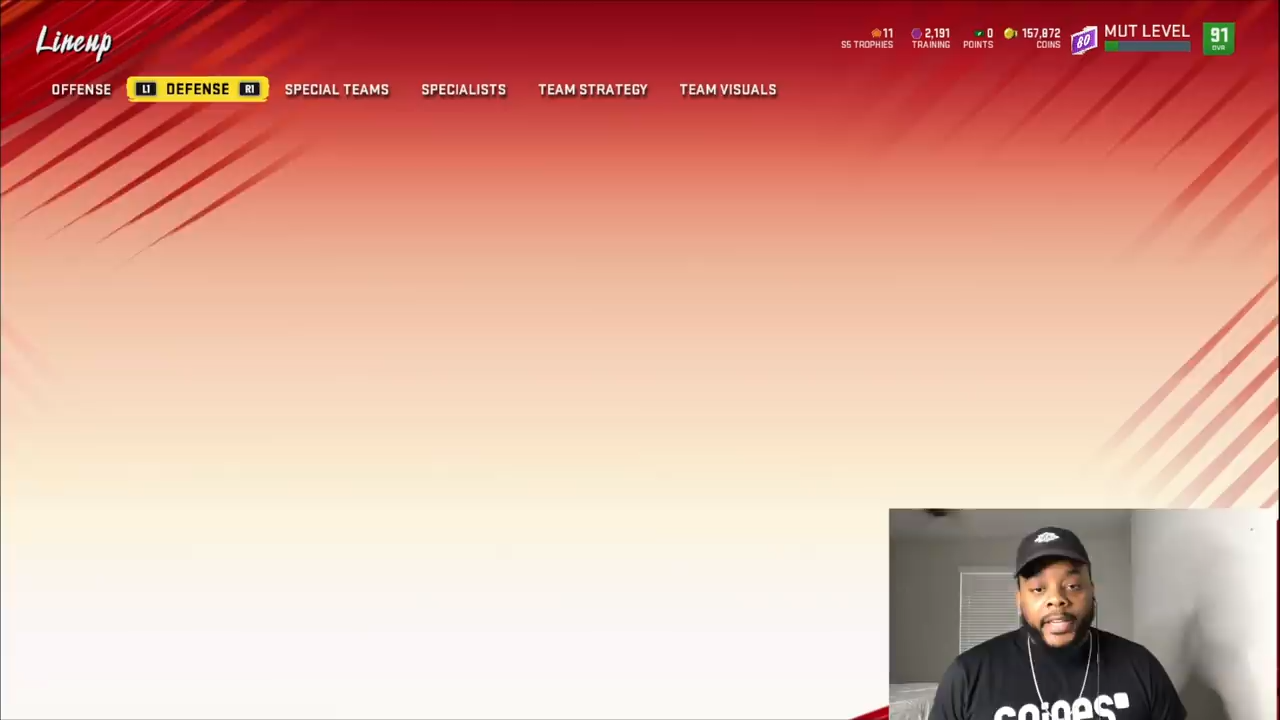 Lineup
11
S5 TROPHIES
2,191
TRAINING
0
POINTS
157,872
COINS
80
MUT LEVEL
91
OVR
OFFENSE
L1 DEFENSE R1
SPECIAL TEAMS
SPECIALISTS
TEAM STRATEGY
TEAM VISUALS